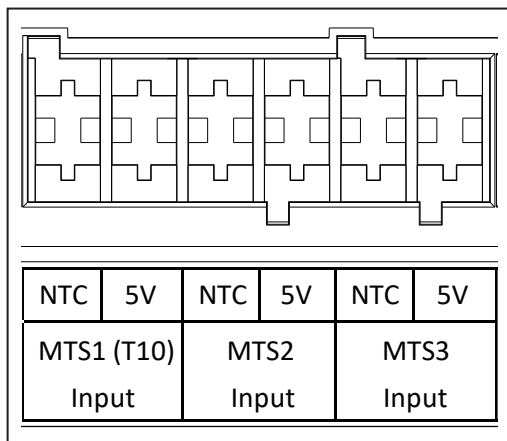 NTC 5V NTC 5V NTC 5V
MTS1 (T10) MTS2 MTS3
Input Input Input